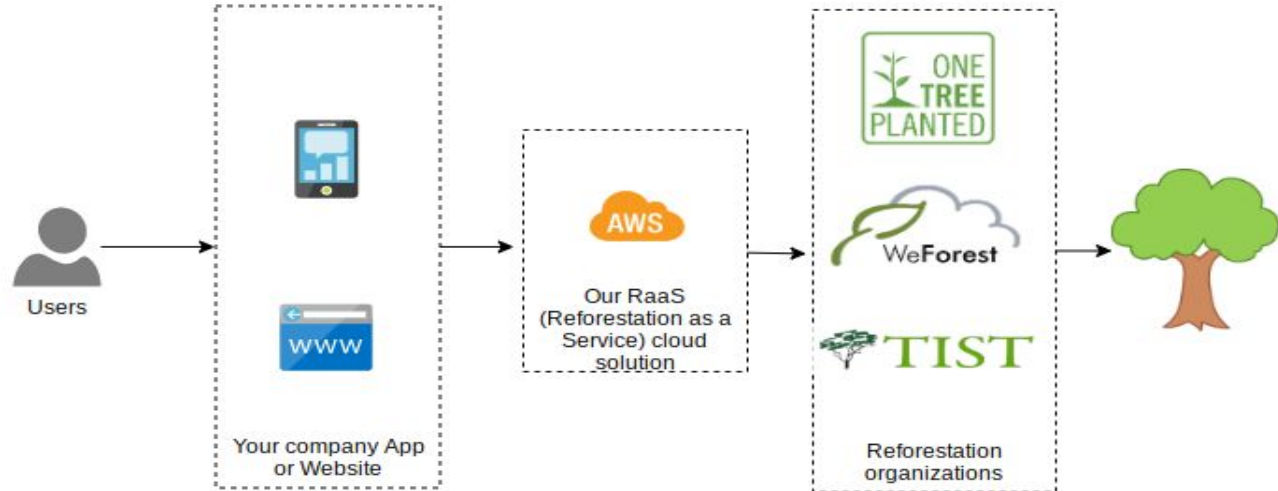 Users
www
Your company App
or Website
AWS
Our RaaS
(Reforestation as a
Service) cloud
solution
ONE
TREE
PLANTED
WeForest
TIST
Reforestation
organizations